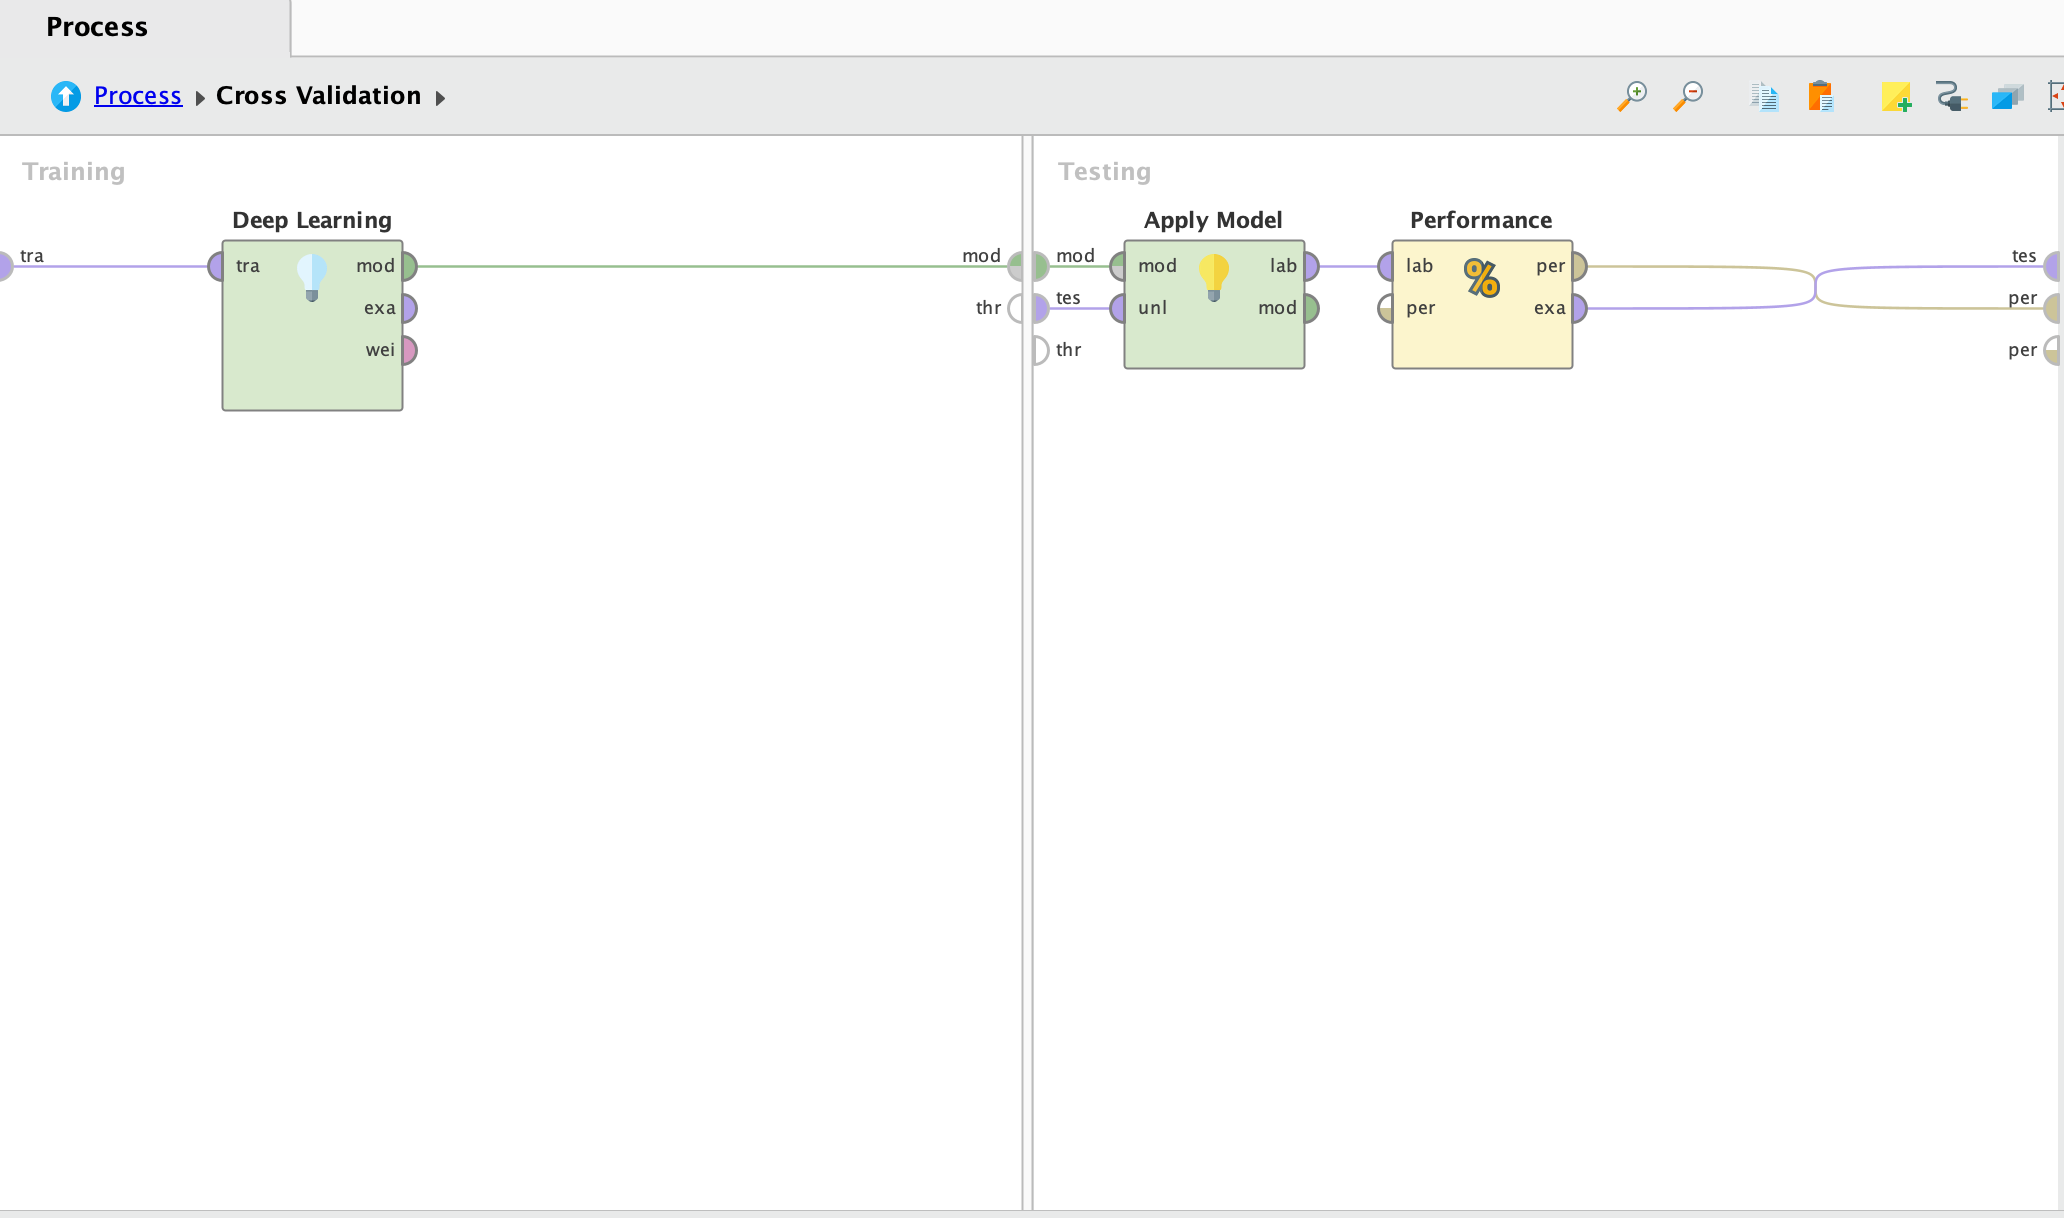 Process
Process Cross Validation
Training
Testing
Deep Learning
Apply Model
Performance
tra
tra
mod
exa
wei
mod
thr
mod
tes
thr
mod
unl
lab
mod
%
lab
per
per
exa
tes
per
per